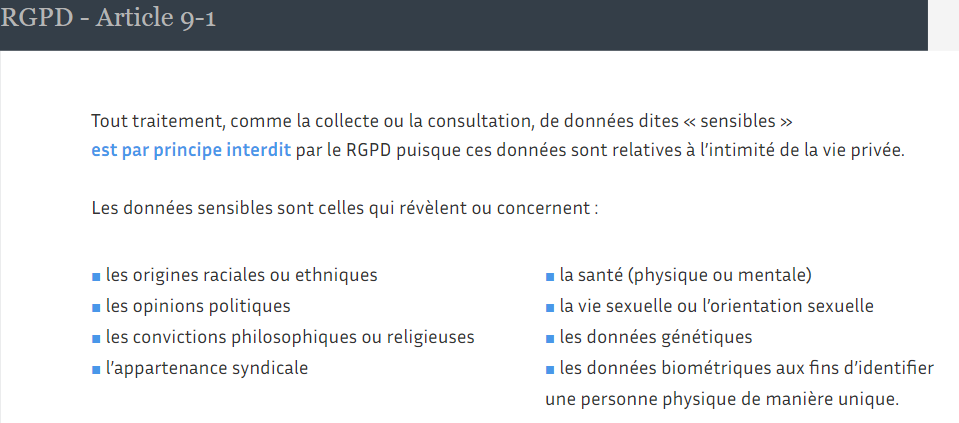 RGPD - Article 9-1
Tout traitement, comme la collecte ou la consultation, de données dites « sensibles »
est par principe interdit par le RGPD puisque ces données sont relatives à l’intimité de la vie privée.
Les données sensibles sont celles qui révèlent ou concernent :
■ les origines raciales ou ethniques
■ les opinions politiques
■ les convictions philosophiques ou religieuses
■ l’appartenance syndicale
■ la santé (physique ou mentale)
■ la vie sexuelle ou l’orientation sexuelle
■ les données génétiques
■ les données biométriques aux fins d’identifier
une personne physique de manière unique.